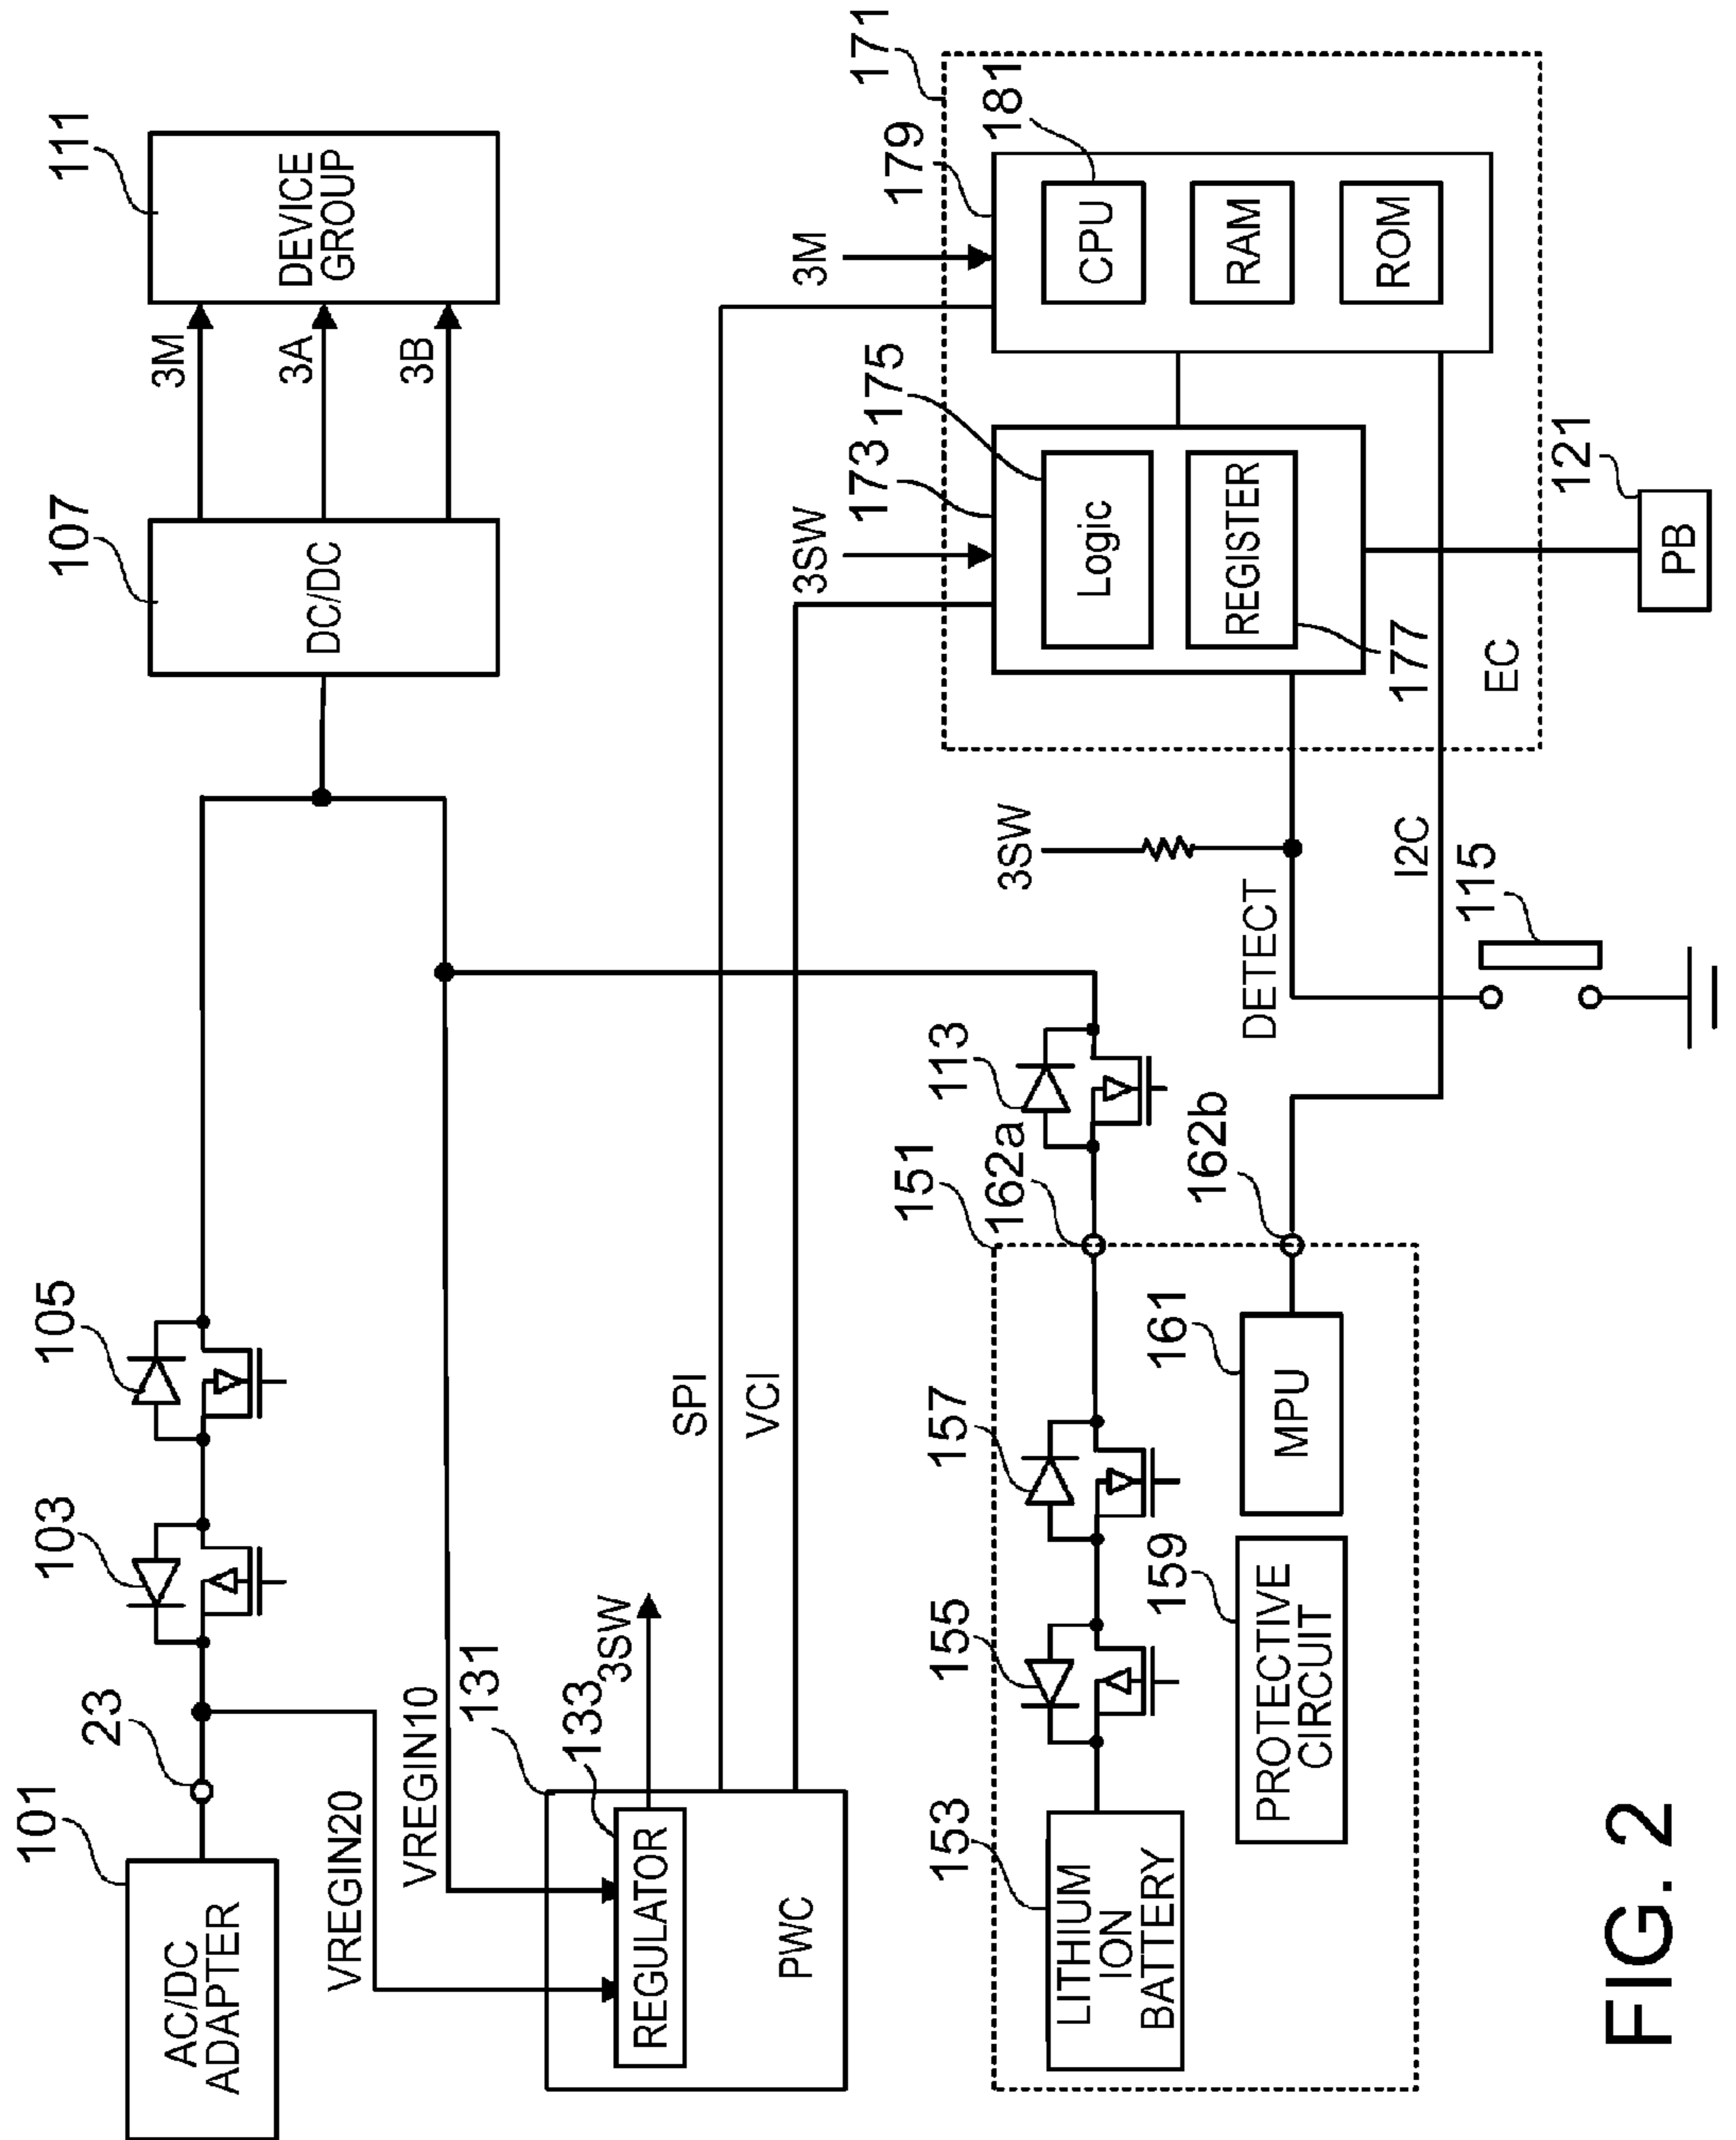 101
AC/DC
ADAPTER
23
103
105
107
DC/DC
3M
3A
3B
111
DEVICE
GROUP
VREGIN20
VREGIN10
131
133
REGULATOR
PWC
3SW
SPI
VCI
3SW
3M
171
173
175
Logic
REGISTER
177
179
181
CPU
RAM
ROM
EC
121
PB
3SW
DETECT
I2C
115
151
153
LITHIUM
ION
BATTERY
155
157
113
162a
159
PROTECTIVE
CIRCUIT
161
MPU
162b
FIG. 2